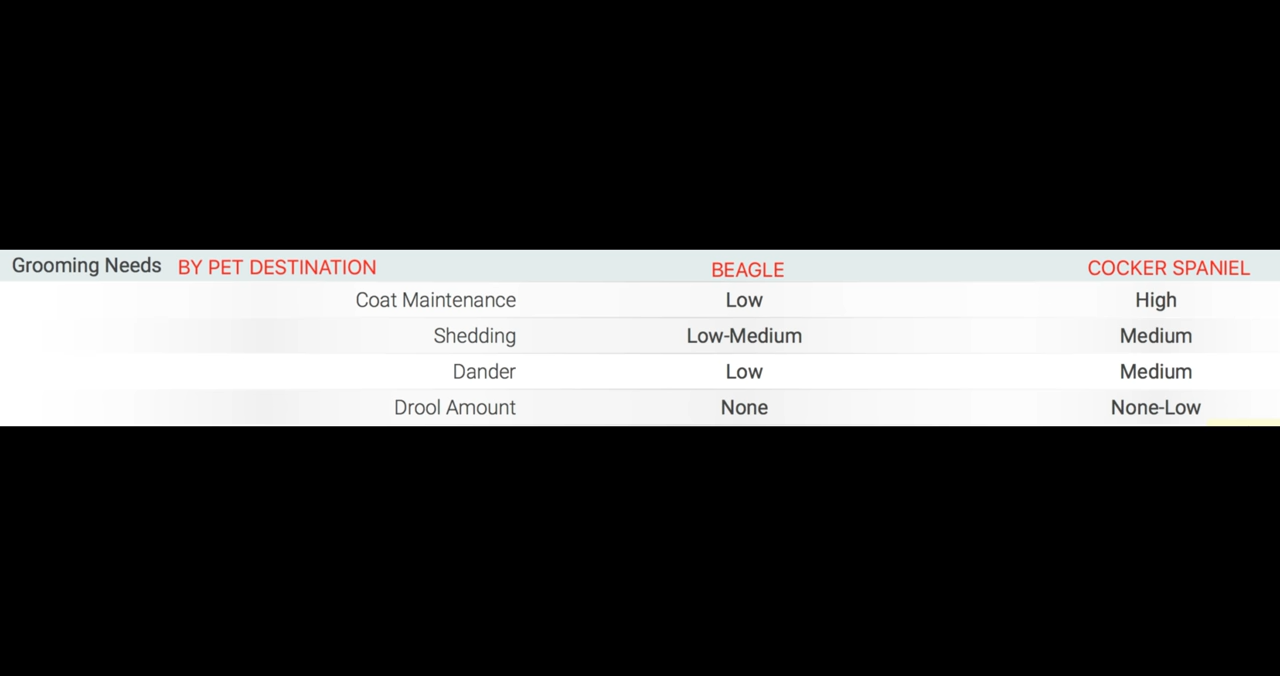 Grooming Needs BY PET DESTINATION BEAGLE COCKER SPANIEL
Coat Maintenance Low High
Shedding Low-Medium Medium
Dander Low Medium
Drool Amount None None-Low